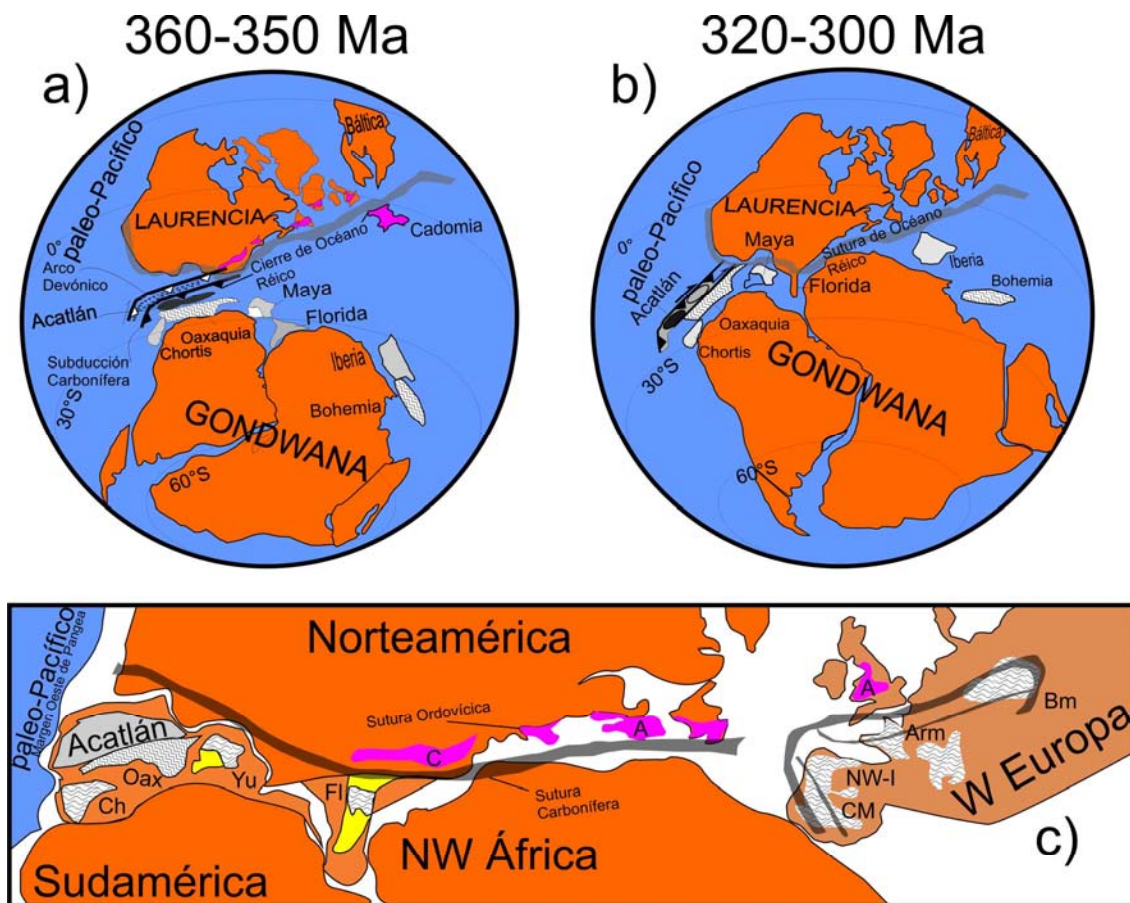 360-350 Ma
320-300 Ma
a)
paleo-Pacífico
Báltica
LAURENCIA
0°
Cadomia
Arco
Devónico
Cierre de Océano
Réico
Acatlán
Maya
Florida
Oaxaquia
Chortis
Subducción
Carbonífera
30°S
Iberia
Bohemia
GONDWANA
60°S
b)
paleo-Pacífico
Báltica
LAURENCIA
0°
Maya
Sutura de Océano
Réico
Iberia
Acatlán
Florida
Bohemia
Oaxaquia
Chortis
30°S
GONDWANA
60°S
paleo-Pacífico
Margen Oeste de Pangea
Norteamérica
Sutura Ordovícica
A
A
C
Acatlán
Oax
Yu
Ch
Fl
Sutura
Carbonífera
Bm
Arm
NW-I
CM
W Europa
c)
Sudamérica
NW África